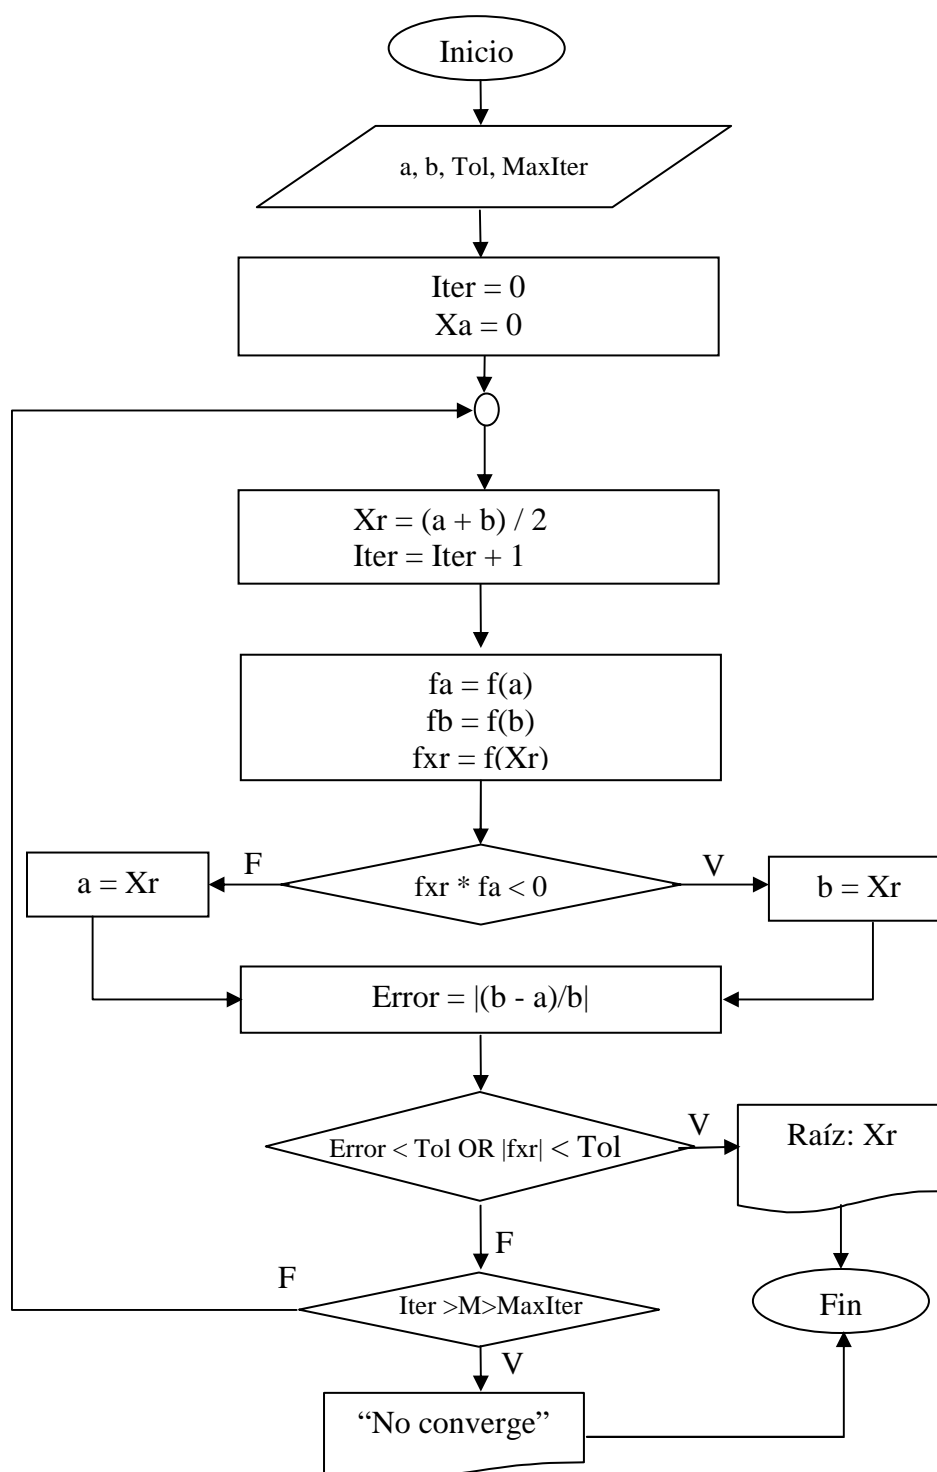 Inicio
a, b, Tol, MaxIter
Iter = 0
Xa = 0
Xr = (a + b) / 2
Iter = Iter + 1
fa = f(a)
fb = f(b)
fxr = f(Xr)
F
V
a = Xr
fxr * fa < 0
b = Xr
Error = |(b - a)/b|
V
Error < Tol OR |fxr| < Tol
Raíz: Xr
F
F
Iter >M>MaxIter
Fin
V
“No converge”